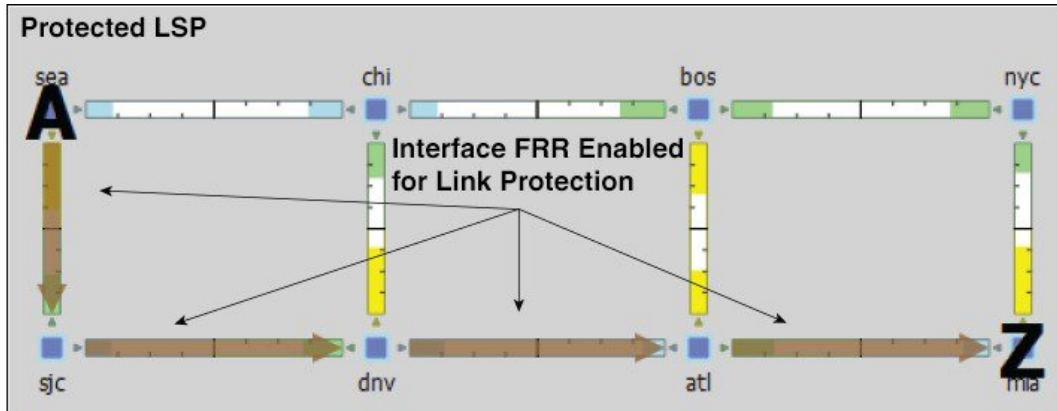 Protected LSP
sea
chi
bos
nyc
A
Interface FRR Enabled
for Link Protection
Z
sjc
dnv
atl
mia